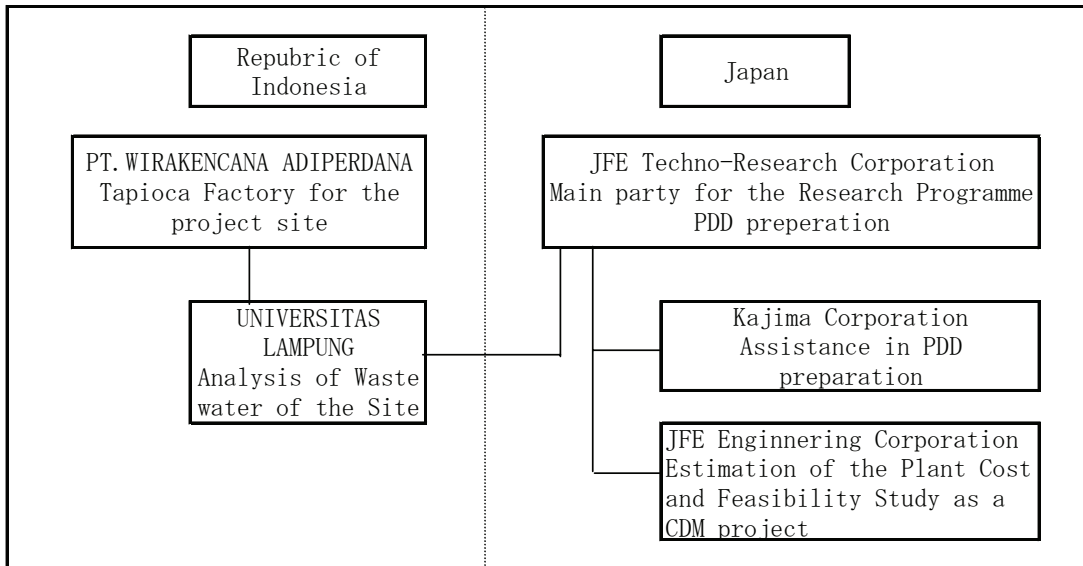 Repubric of
Indonesia
Japan
PT.WIRAKENCANA ADIPERDANA
Tapioca Factory for the
project site
JFE Techno-Research Corporation
Main party for the Research Programme
PDD preperation
UNIVERSITAS
LAMPUNG
Analysis of Waste
water of the Site
Kajima Corporation
Assistance in PDD
preparation
JFE Enginnering Corporation
Estimation of the Plant Cost
and Feasibility Study as a
CDM project